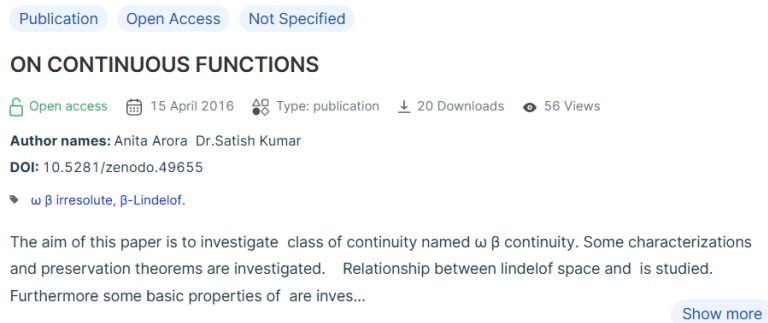 Publication Open Access Not Specified
ON CONTINUOUS FUNCTIONS
Open access 15 April 2016 Type: publication 20 Downloads 56 Views
Author names: Anita Arora Dr.Satish Kumar
DOI: 10.5281/zenodo.49655
ω β irresolute, β-Lindelof.
The aim of this paper is to investigate class of continuity named ω β continuity. Some characterizations
and preservation theorems are investigated. Relationship between lindelof space and is studied.
Furthermore some basic properties of are inves...
Show more